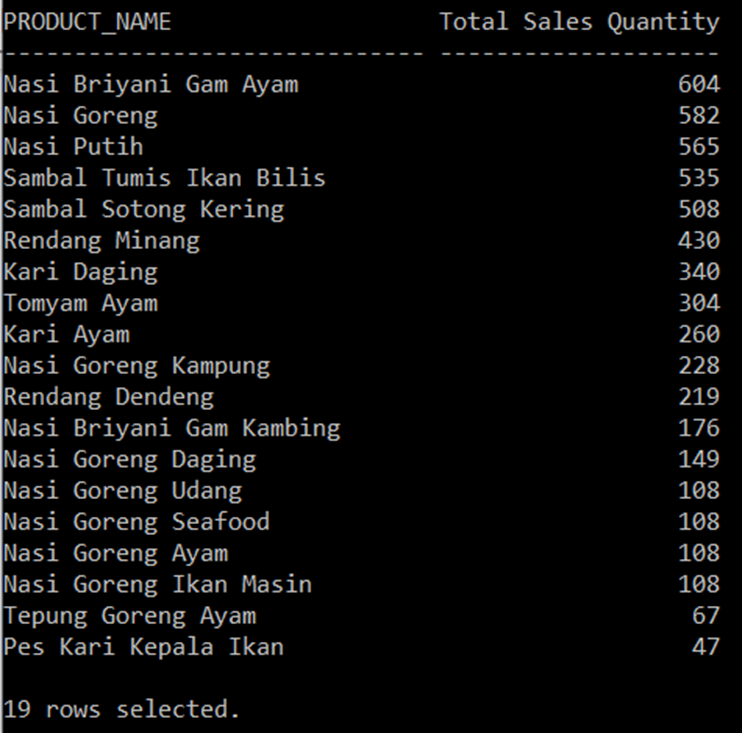 PRODUCT_NAME                   Total Sales Quantity
------------------------------ --------------------
Nasi Briyani Gam Ayam                           604
Nasi Goreng                                     582
Nasi Putih                                      565
Sambal Tumis Ikan Bilis                         535
Sambal Sotong Kering                            508
Rendang Minang                                  430
Kari Daging                                     340
Tomyam Ayam                                     304
Kari Ayam                                       260
Nasi Goreng Kampung                             228
Rendang Dendeng                                 219
Nasi Briyani Gam Kambing                        176
Nasi Goreng Daging                              149
Nasi Goreng Udang                               108
Nasi Goreng Seafood                             108
Nasi Goreng Ayam                                108
Nasi Goreng Ikan Masin                          108
Tepung Goreng Ayam                               67
Pes Kari Kepala Ikan                             47
19 rows selected.